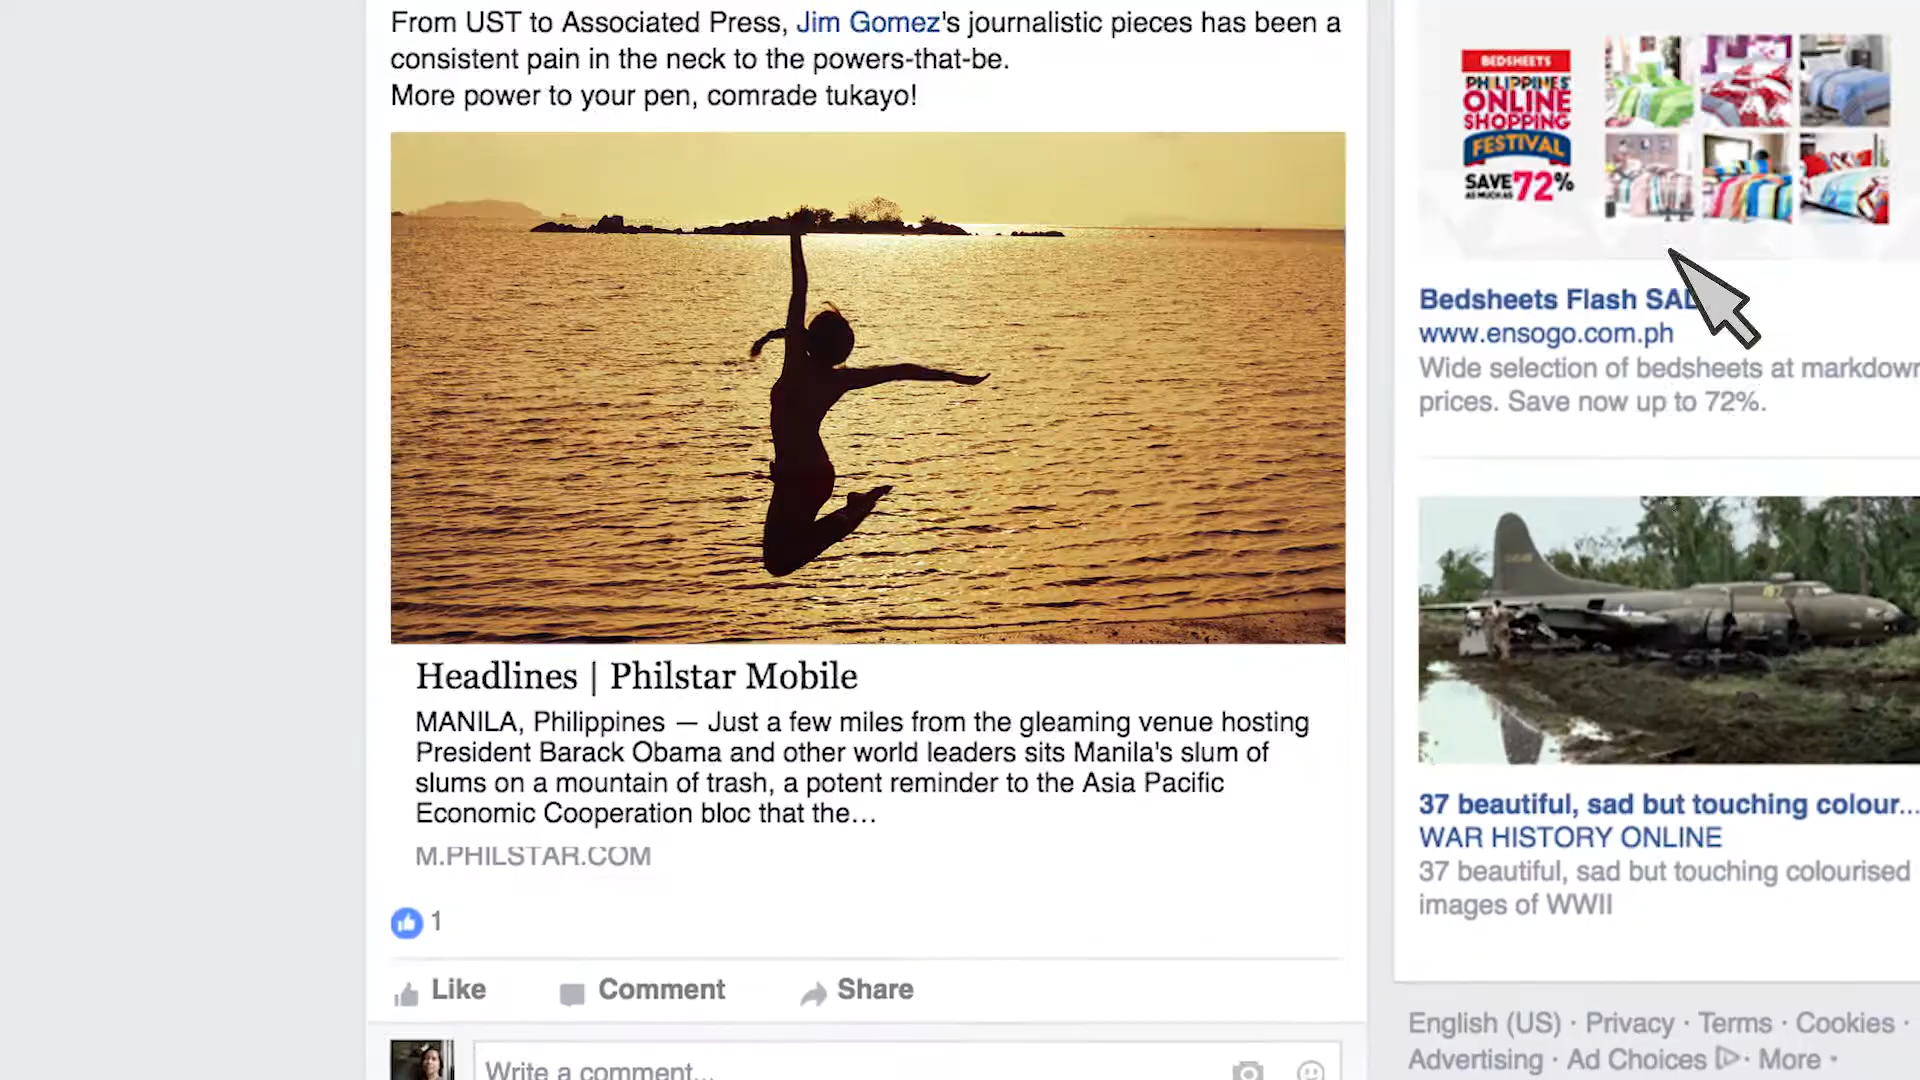 From UST to Associated Press, Jim Gomez's journalistic pieces has been a
consistent pain in the neck to the powers-that-be.
More power to your pen, comrade tukayo!
Headlines | Philstar Mobile
MANILA, Philippines — Just a few miles from the gleaming venue hosting
President Barack Obama and other world leaders sits Manila's slum of
slums on a mountain of trash, a potent reminder to the Asia Pacific
Economic Cooperation bloc that the...
M.PHILSTAR.COM
1
Like Comment Share
Write a comment...
BEDSHEETS
PHILIPPINES'
ONLINE
SHOPPING
FESTIVAL
SAVE 72%
AS MUCH AS
Bedsheets Flash SAL
www.ensogo.com.ph
Wide selection of bedsheets at markdown
prices. Save now up to 72%.
37 beautiful, sad but touching colour...
WAR HISTORY ONLINE
37 beautiful, sad but touching colourised
images of WWII
English (US) · Privacy · Terms · Cookies ·
Advertising · Ad Choices · More